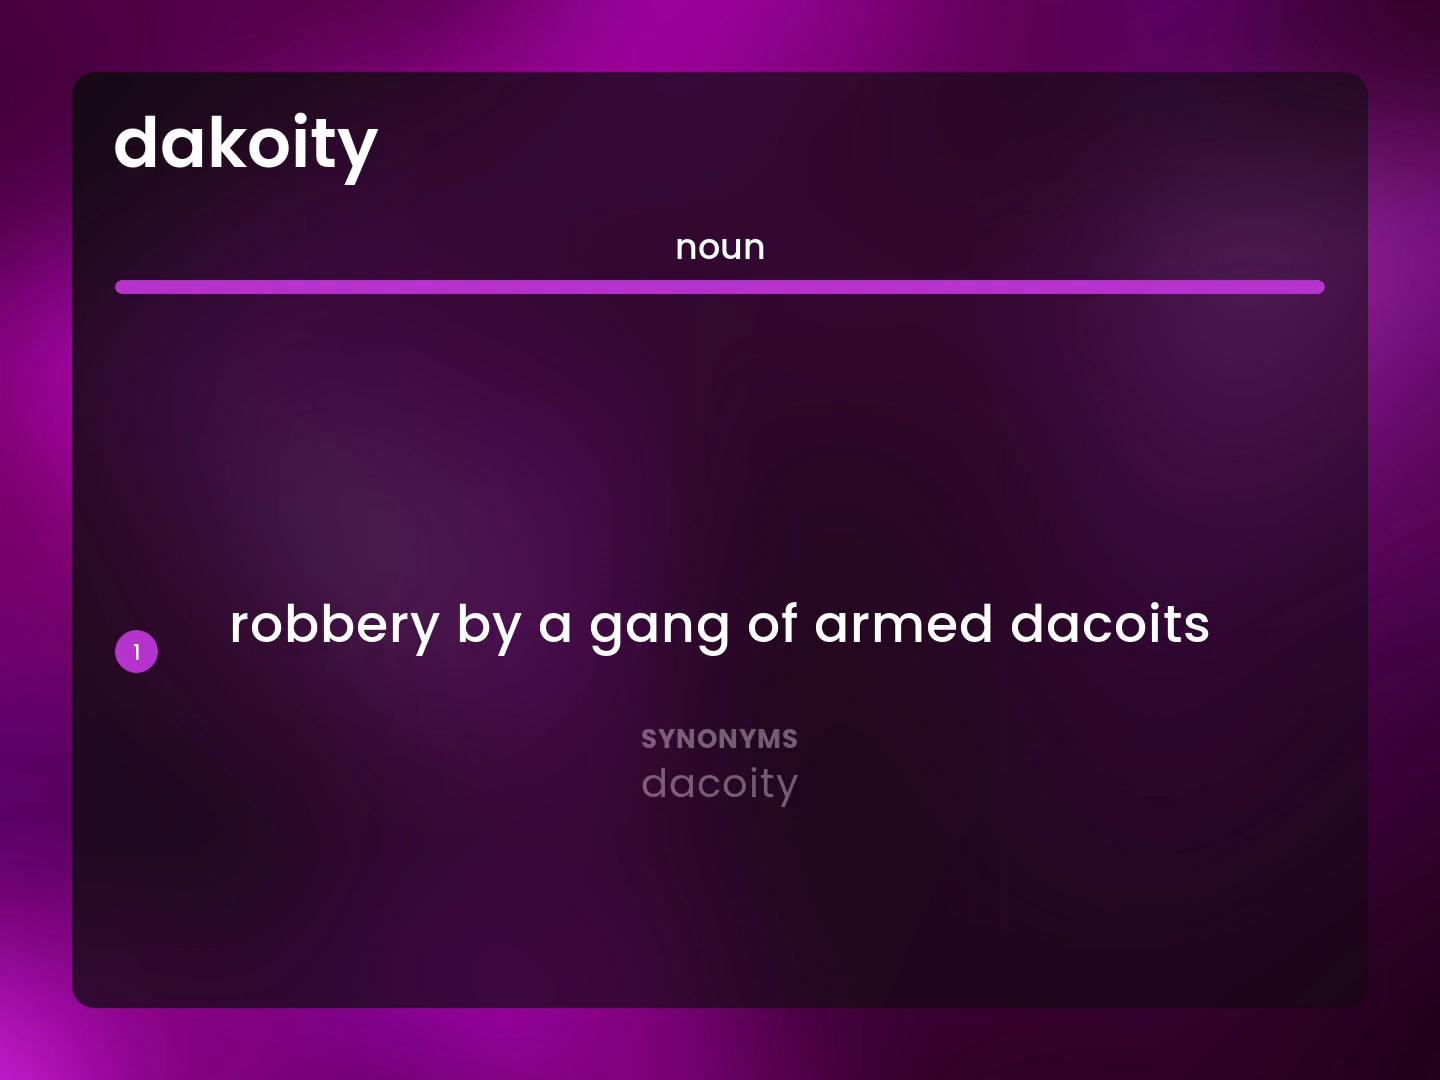 dakoity
noun
1
robbery by a gang of armed dacoits
SYNONYMS
dacoity